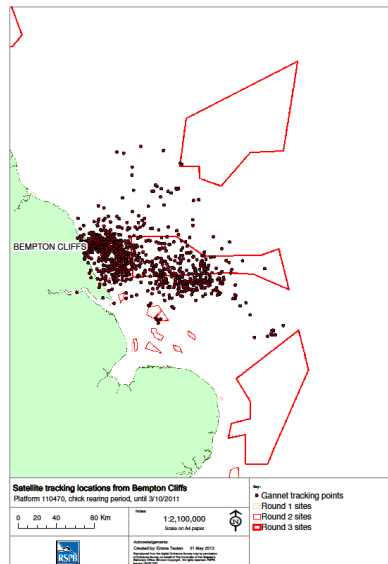 BEMPTON CLIFFS
Satellite tracking locations from Bempton Cliffs
Platform 110470, chick rearing period, until 3/10/2011
0 20 40 80 Km
Notes:
1:2,100,000
Scale on A4 paper
N
Key:
Gannet tracking points
Round 1 sites
Round 2 sites
Round 3 sites
RSPB
Acknowledgements:
Created by: Emma Teuten 31 May 2013